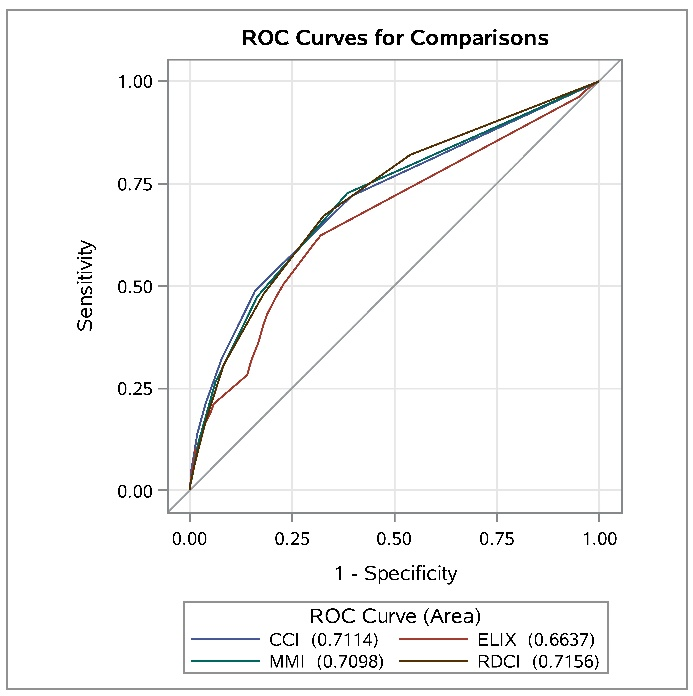 ROC Curves for Comparisons
1.00
0.75
0.50
0.25
0.00
Sensitivity
0.00 0.25 0.50 0.75 1.00
1 - Specificity
ROC Curve (Area)
CCI (0.7114) ELIX (0.6637)
MMI (0.7098) RDCI (0.7156)